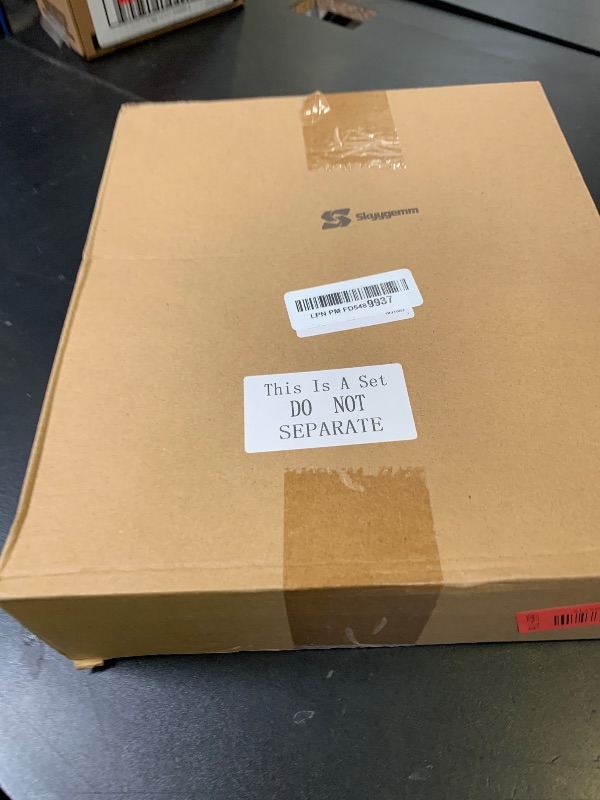 Skyygemm
LPN PM FD5489937
This Is A Set
DO NOT
SEPARATE